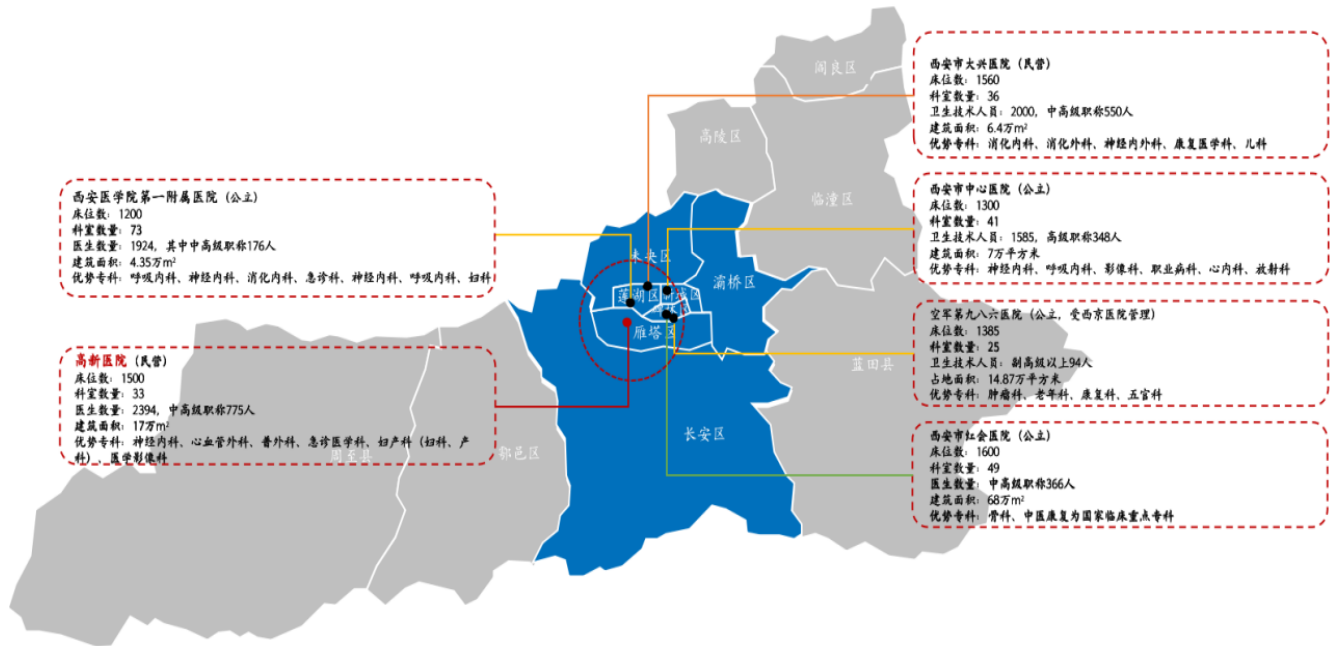 西安医学院第一附属医院（公立）
床位数：1200
科室数量：73
医生数量：1924，其中中高级职称176人
建筑面积：4.35万m²
优势专科：呼吸内科、神经内科、消化内科、急诊科、神经内科、呼吸内科、妇科
高新医院（民营）
床位数：1500
科室数量：33
医生数量：2394，中高级职称775人
建筑面积：17万m²
优势专科：神经内科、心血管外科、普外科、急诊医学科、妇产科（妇科、产
科）、医学影像科
阎良区
高陵区
临潼区
未央区
灞桥区
莲湖区
雁塔区
蓝田县
长安区
鄠邑区
周至县
西安市大兴医院（民营）
床位数：1560
科室数量：36
卫生技术人员：2000，中高级职称550人
建筑面积：6.4万m²
优势专科：消化内科、消化外科、神经内外科、康复医学科、儿科
西安市中心医院（公立）
床位数：1300
科室数量：41
卫生技术人员：1585，高级职称348人
建筑面积：7万平方米
优势专科：神经内科、呼吸内科、影像科、职业病科、心内科、放射科
空军第九八六医院（公立，受西京医院管理）
床位数：1385
科室数量：25
卫生技术人员：副高级以上94人
占地面积：14.87万平方米
优势专科：肿瘤科、老年科、康复科、五官科
西安市红会医院（公立）
床位数：1600
科室数量：49
医生数量：中高级职称366人
建筑面积：68万m²
优势专科：骨科、中医康复为国家临床重点专科